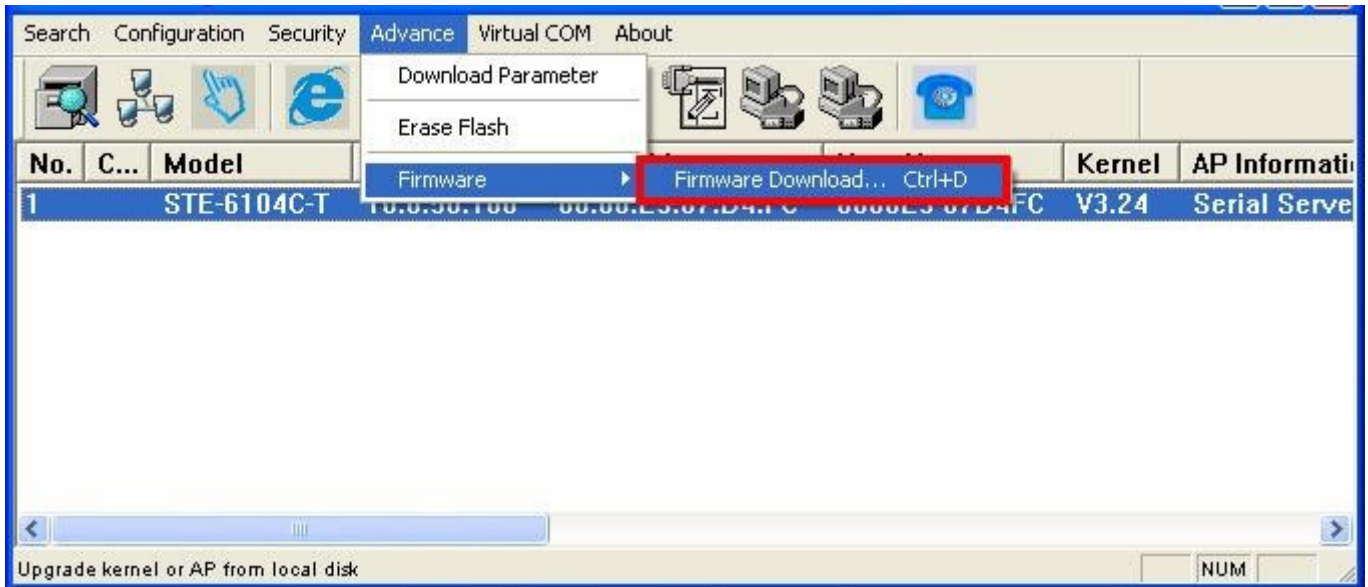 Search Configuration Security Advance Virtual COM About
Download Parameter
Erase Flash
Firmware
Firmware Download... Ctrl+D
No. C... Model Kernel AP Informati
1 STE-6104C-T V3.24 Serial Serve
Upgrade kernel or AP from local disk NUM